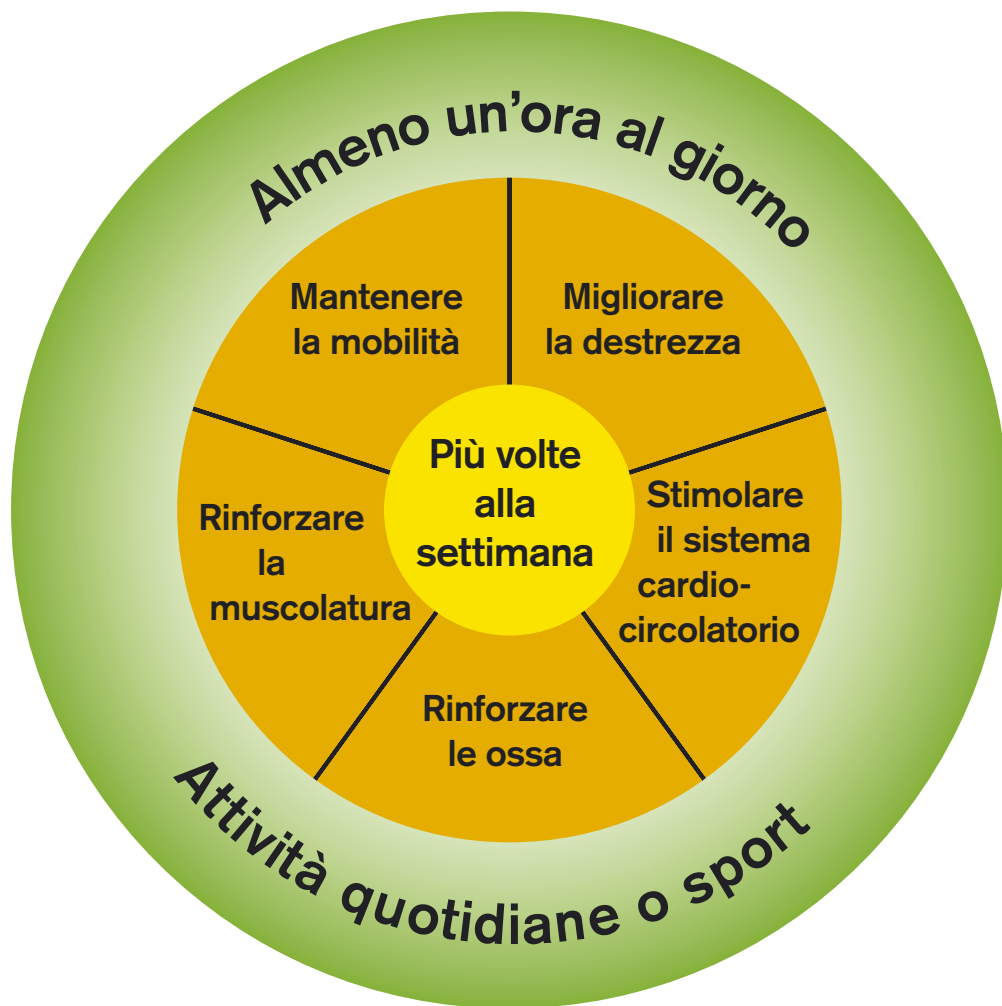 Almeno un’ora al giorno
Mantenere
la mobilità
Migliorare
la destrezza
Più volte
alla
settimana
Rinforzare
la
muscolatura
Stimolare
il sistema
cardio-
circolatorio
Rinforzare
le ossa
Attività quotidiane o sport